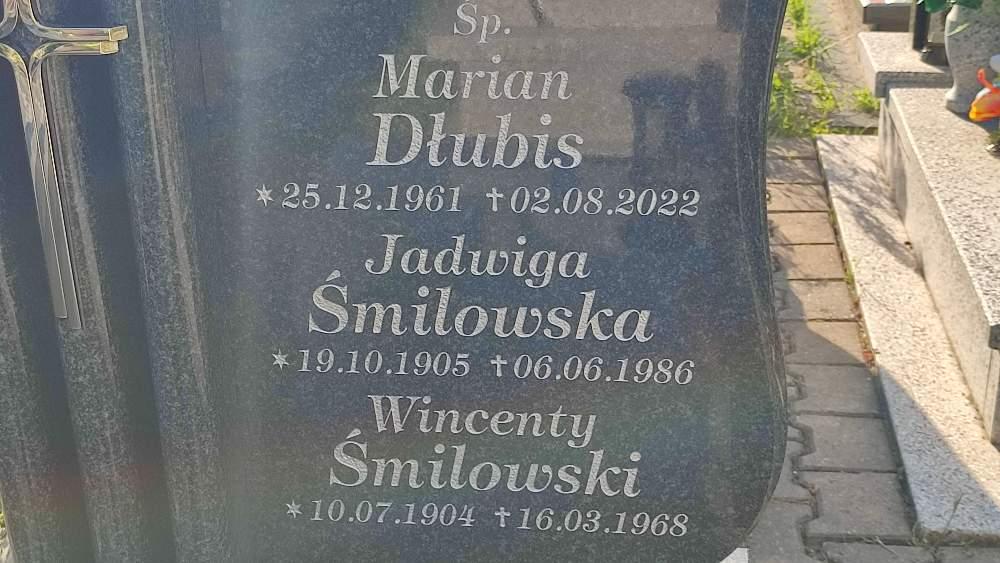 Śp.
Marian
Dłubis
* 25.12.1961 † 02.08.2022
Jadwiga
Śmilowska
* 19.10.1905 † 06.06.1986
Wincenty
Śmilowski
* 10.07.1904 † 16.03.1968